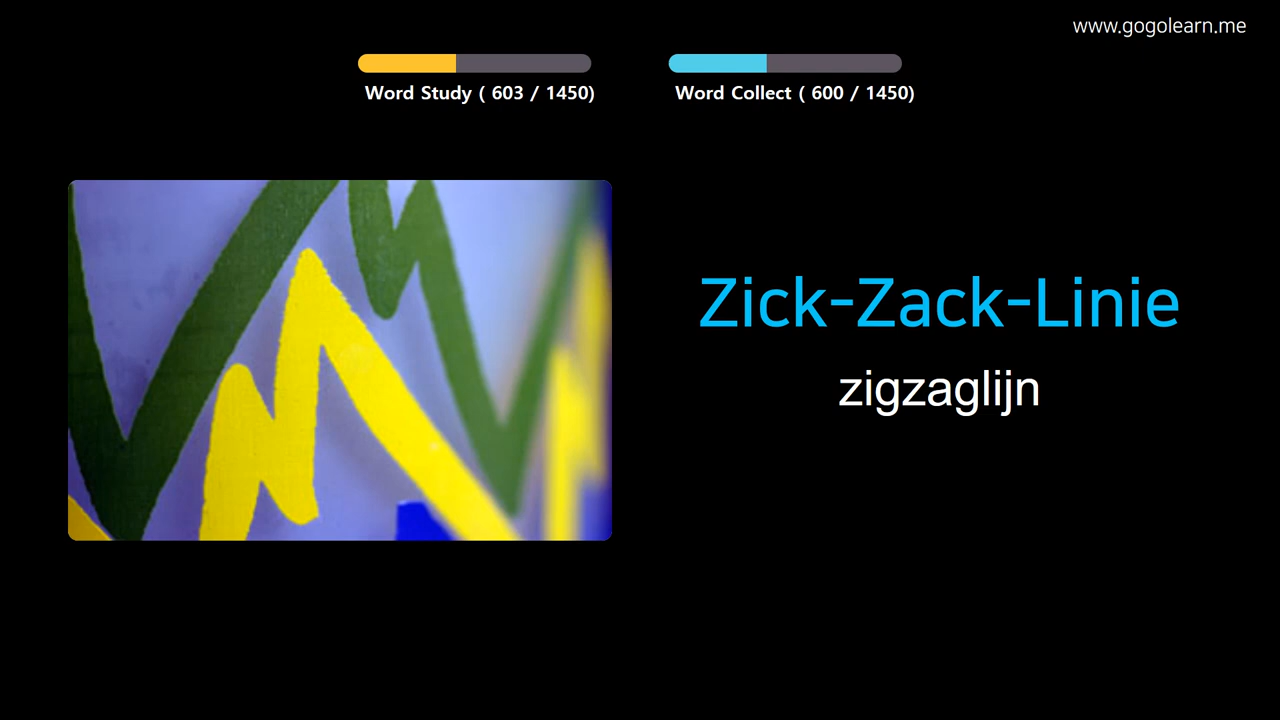 www.gogolearn.me
Word Study ( 603 / 1450)
Word Collect ( 600 / 1450)
Zick-Zack-Linie
zigzaglijn